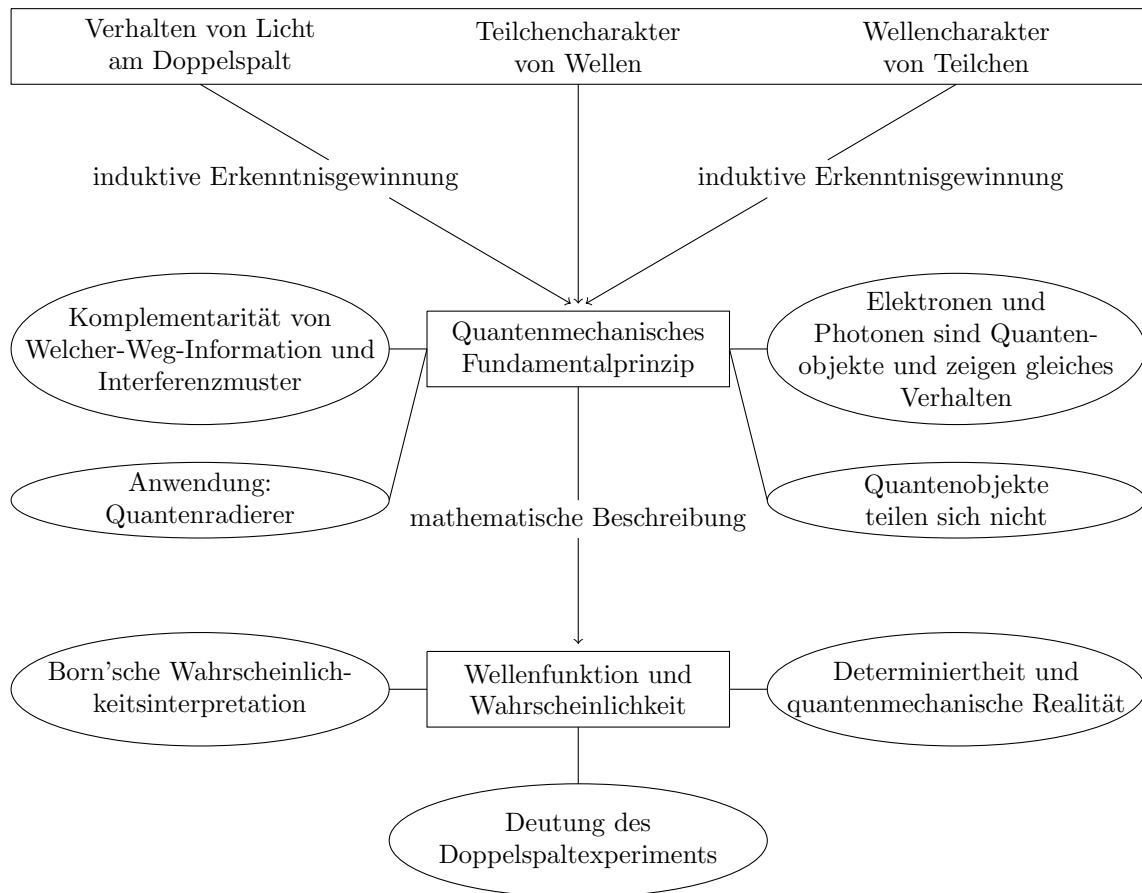 Verhalten von Licht
am Doppelspalt
Teilchencharakter
von Wellen
Wellencharakter
von Teilchen
induktive Erkenntnisgewinnung
induktive Erkenntnisgewinnung
Komplementarität von
Welcher-Weg-Information und
Interferenzmuster
Quantenmechanisches
Fundamentalprinzip
Elektronen und
Photonen sind Quanten-
objekte und zeigen gleiches
Verhalten
Anwendung:
Quantenradierer
mathematische Beschreibung
Quantenobjekte
teilen sich nicht
Born'sche Wahrscheinlich-
keitsinterpretation
Wellenfunktion und
Wahrscheinlichkeit
Determiniertheit und
quantenmechanische Realität
Deutung des
Doppelspaltexperiments